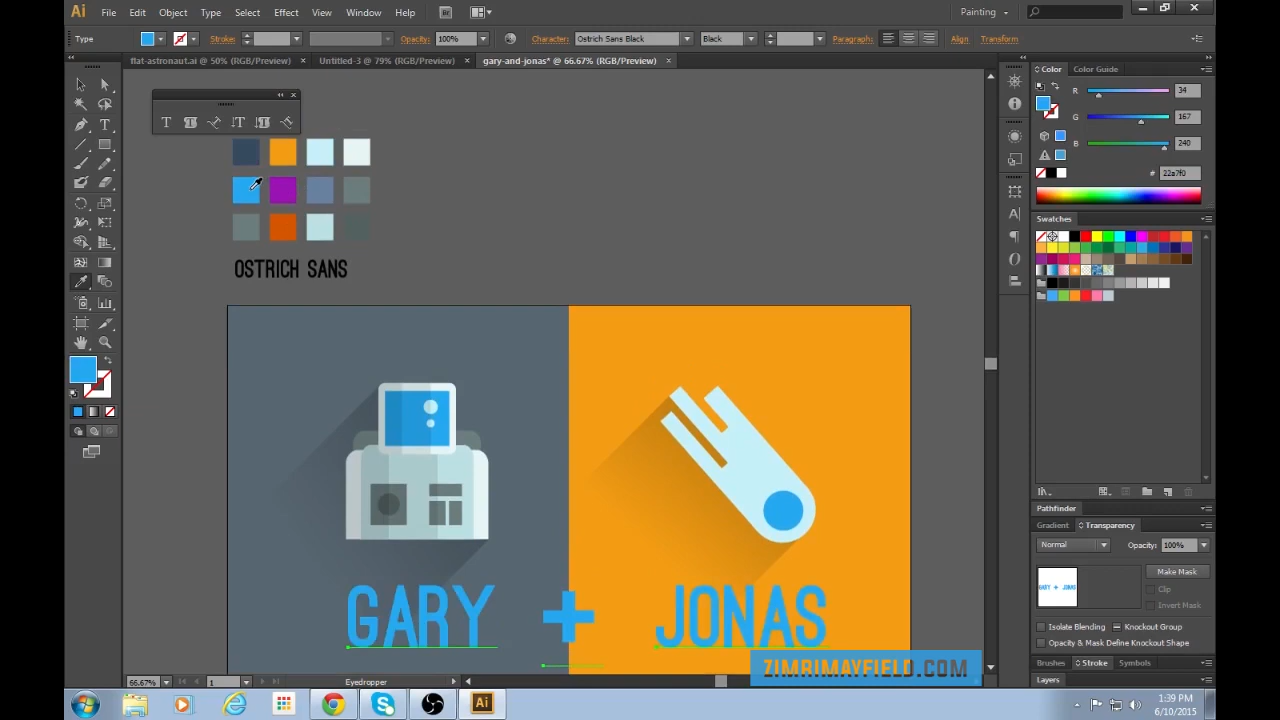 Ai File Edit Object Type Select Effect View Window Help Br Painting
Type Stroke: Opacity: 100% Character: Ostrich Sans Black Black Paragraph: Align Transform
flat-astronaut.ai @ 50% (RGB/Preview) × Untitled-3 @ 79% (RGB/Preview) × gary-and-jonas* @ 66.67% (RGB/Preview) ×
Color Color Guide
R 34
G 167
B 240
# 22a7f0
OSTRICH SANS
Swatches
Pathfinder
Gradient Transparency
Normal Opacity: 100%
Make Mask
Clip
Invert Mask
Isolate Blending Knockout Group
Opacity & Mask Define Knockout Shape
Brushes Stroke Symbols
Layers
GARY + JONAS
ZIMRIMAYFIELD.COM
66.67% 1 Eyedropper
1:39 PM
6/10/2015